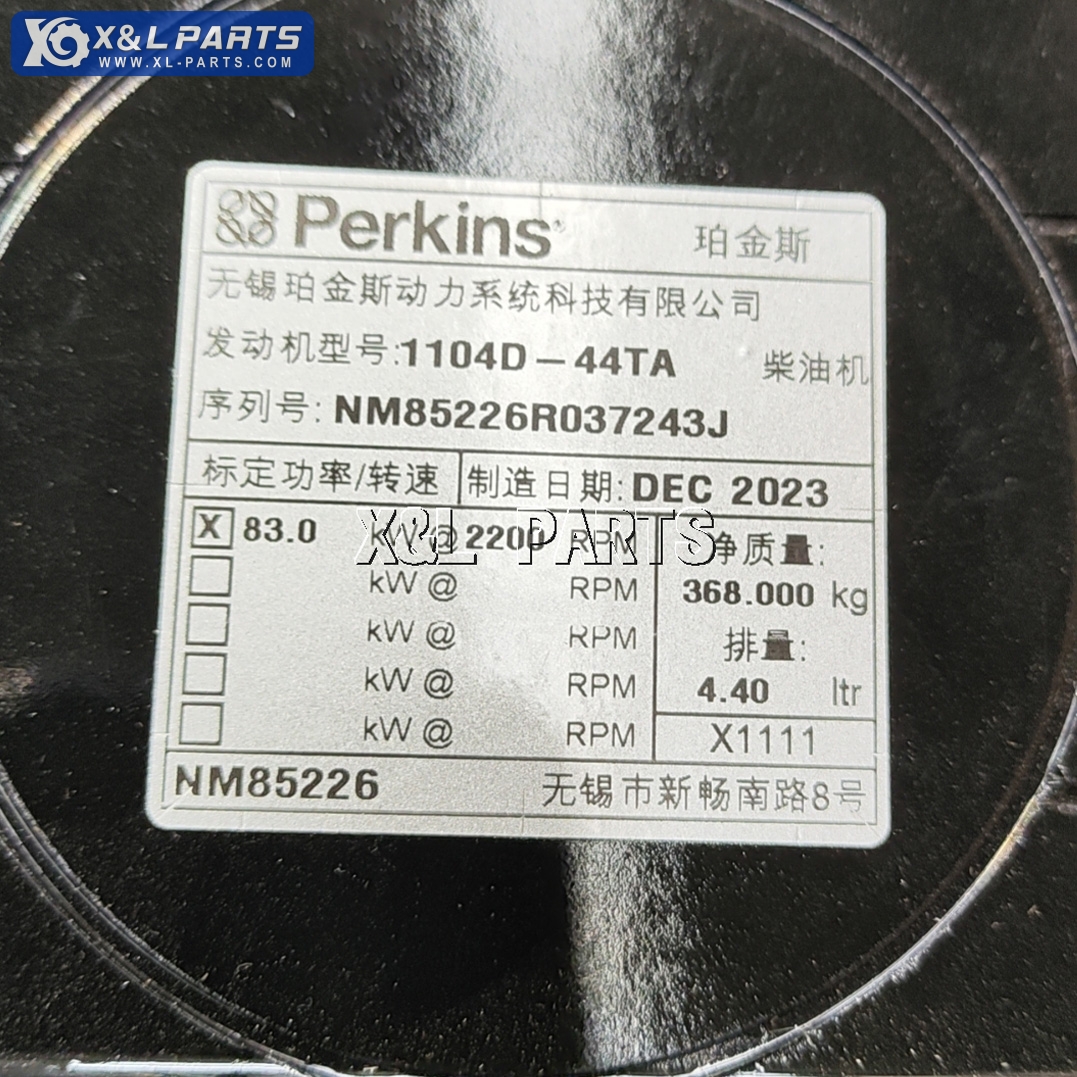 X&L PARTS
WWW.XL-PARTS.COM
Perkins® 珀金斯
无锡珀金斯动力系统科技有限公司
发动机型号:1104D-44TA 柴油机
序列号: NM85226R037243J
标定功率/转速 制造日期: DEC 2023
X 83.0 kW @ 2200 RPM 净质量:
X&L PARTS
kW @ RPM 368.000 kg
kW @ RPM 排量:
kW @ RPM 4.40 ltr
kW @ RPM X1111
NM85226 无锡市新畅南路8号